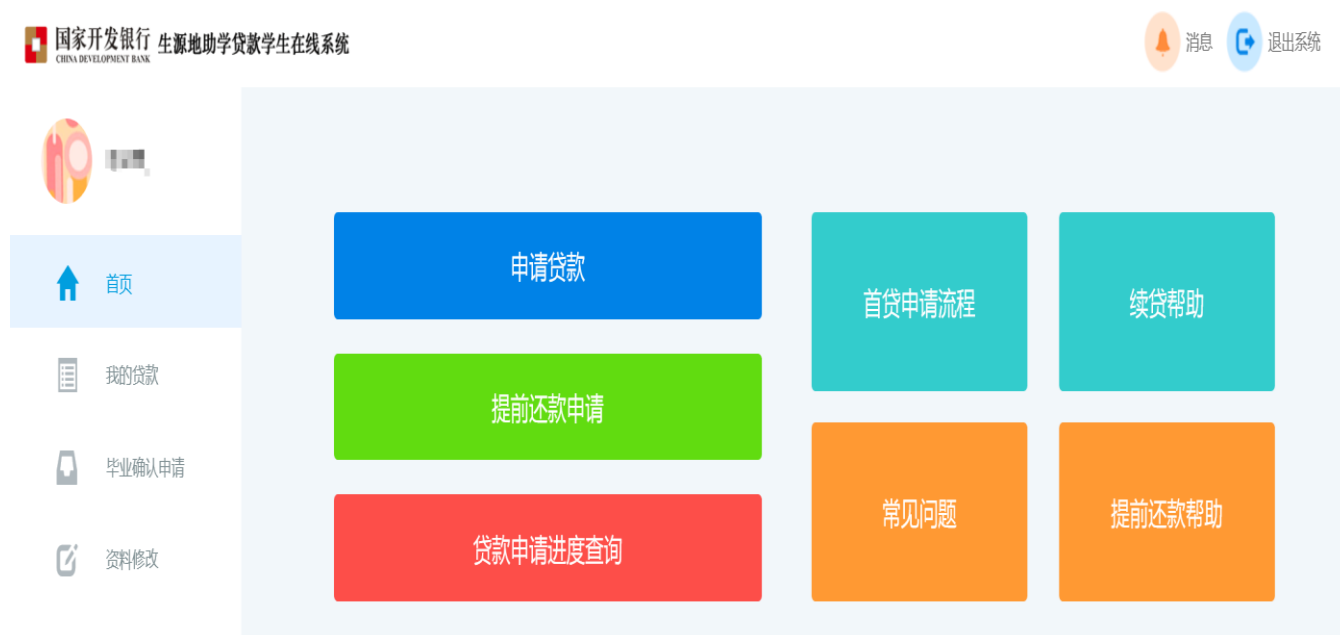 国家开发银行 生源地助学贷款学生在线系统
CHINA DEVELOPMENT BANK
消息
退出系统
首页
我的贷款
毕业确认申请
资料修改
申请贷款
提前还款申请
贷款申请进度查询
首贷申请流程
续贷帮助
常见问题
提前还款帮助